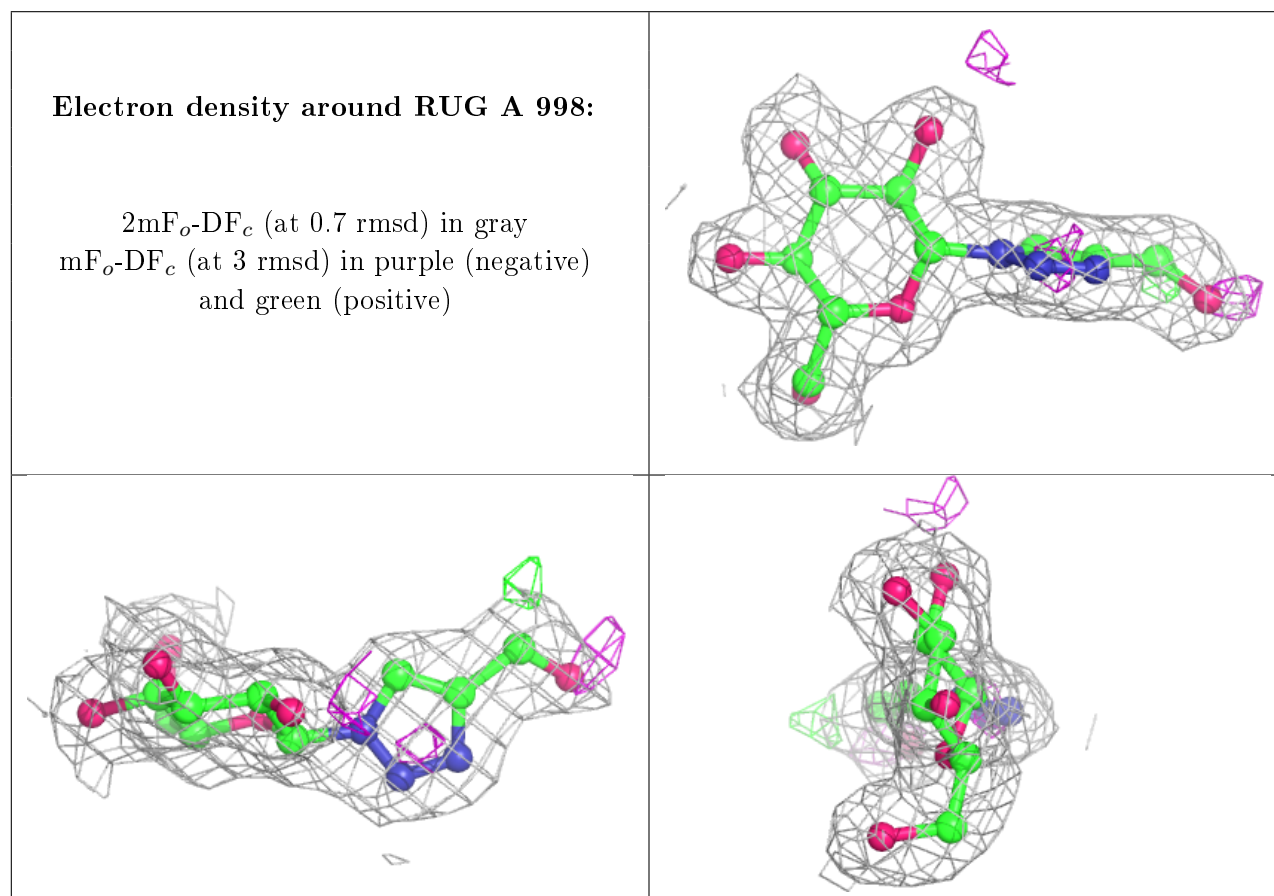 Electron density around RUG A 998:
2mFo-DFc (at 0.7 rmsd) in gray
mFo-DFc (at 3 rmsd) in purple (negative)
and green (positive)